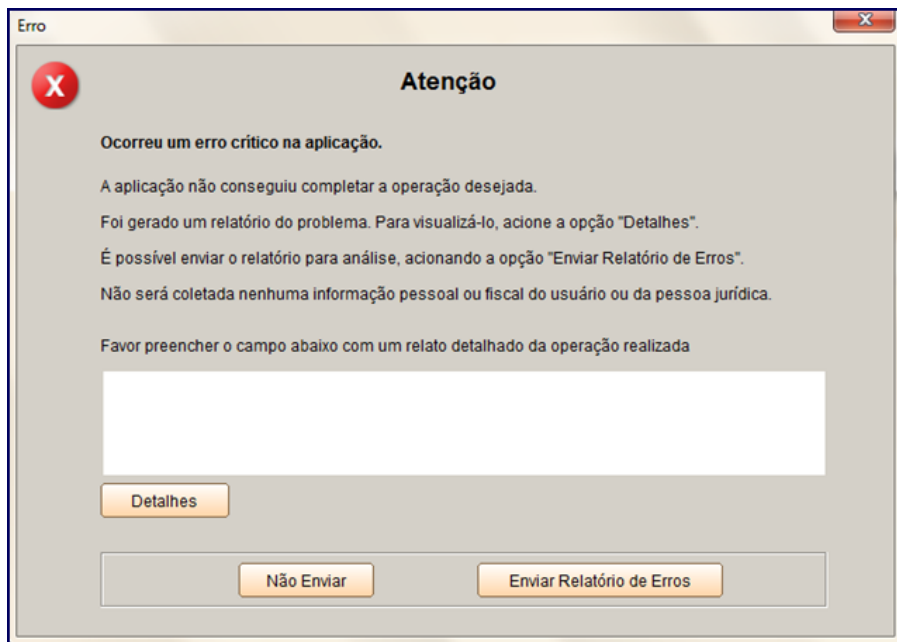 Erro
X
X
Atenção
Ocorreu um erro crítico na aplicação.
A aplicação não conseguiu completar a operação desejada.
Foi gerado um relatório do problema. Para visualizá-lo, acione a opção "Detalhes".
É possível enviar o relatório para análise, acionando a opção "Enviar Relatório de Erros".
Não será coletada nenhuma informação pessoal ou fiscal do usuário ou da pessoa jurídica.
Favor preencher o campo abaixo com um relato detalhado da operação realizada
Detalhes
Não Enviar
Enviar Relatório de Erros